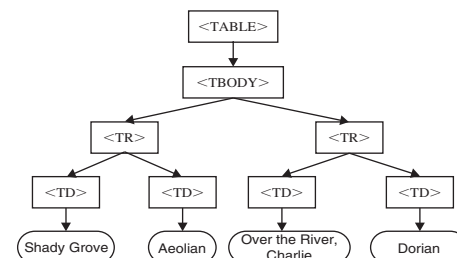 <TABLE>
<TBODY>
<TR> <TR>
<TD> <TD> <TD> <TD>
Shady Grove Aeolian Over the River, Charlie Dorian